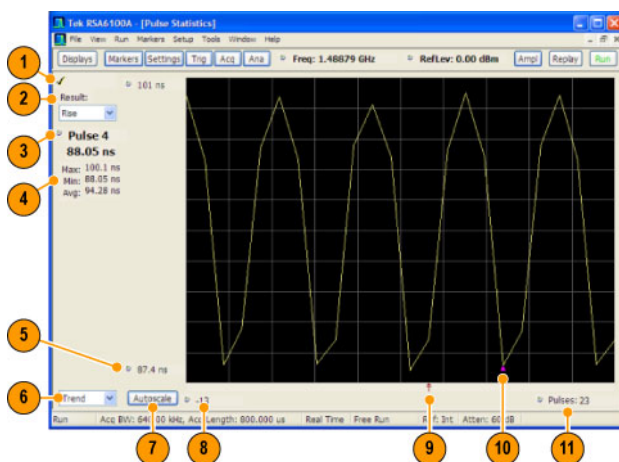 Tek RSA6100A - [Pulse Statistics]
File View Run Markers Setup Tools Window Help
Displays Markers Settings Trig Acq Ana Freq: 1.48879 GHz RefLev: 0.00 dBm Ampl Replay Run
1
101 ns
2
Result:
Rise
3
Pulse 4
88.05 ns
Max: 100.1 ns
4
Min: 88.05 ns
Avg: 94.28 ns
5
87.4 ns
6
Trend Autoscale -13 Pulses: 23
Run Acq BW: 640.00 kHz, Acq Length: 800.000 us Real Time Free Run Ref: Int Atten: 60 dB
7 8 9 10 11